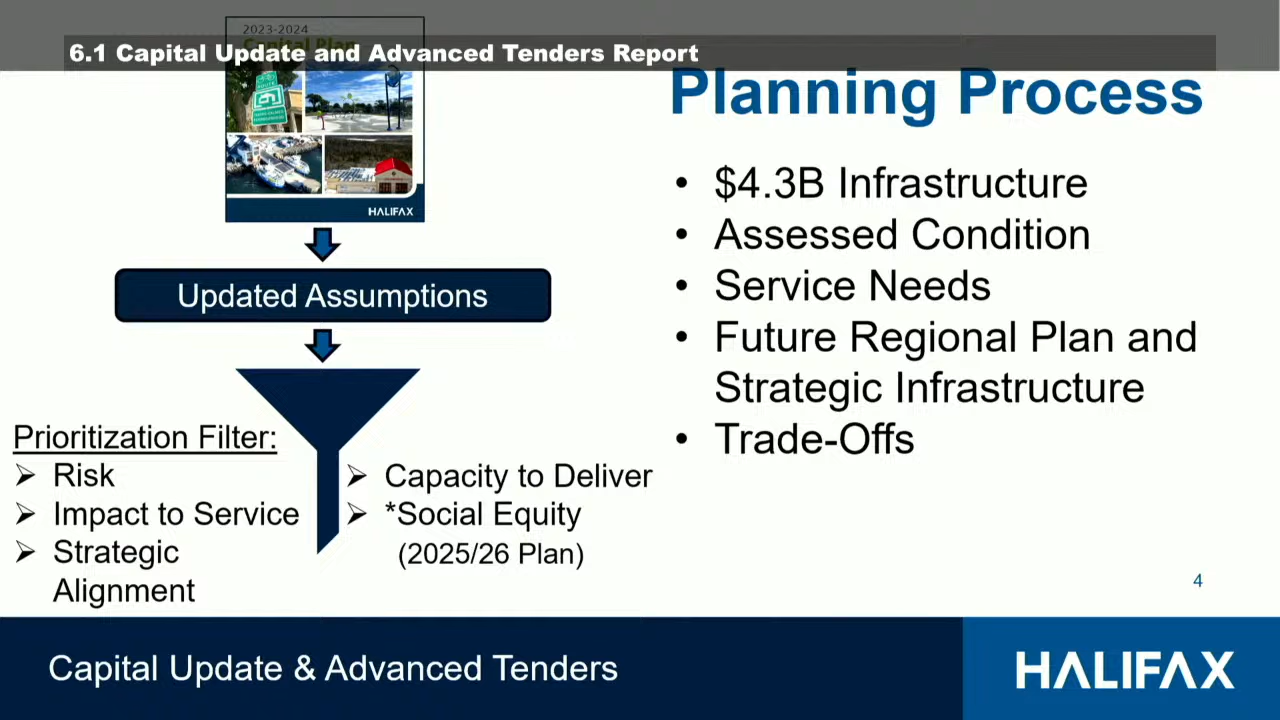 2023-2024
Capital Plan
6.1 Capital Update and Advanced Tenders Report
HALIFAX
Updated Assumptions
Prioritization Filter:
➢ Risk
➢ Impact to Service
➢ Strategic
Alignment
➢ Capacity to Deliver
➢ *Social Equity
(2025/26 Plan)
Planning Process
• $4.3B Infrastructure
• Assessed Condition
• Service Needs
• Future Regional Plan and
Strategic Infrastructure
• Trade-Offs
4
Capital Update & Advanced Tenders
HALIFAX